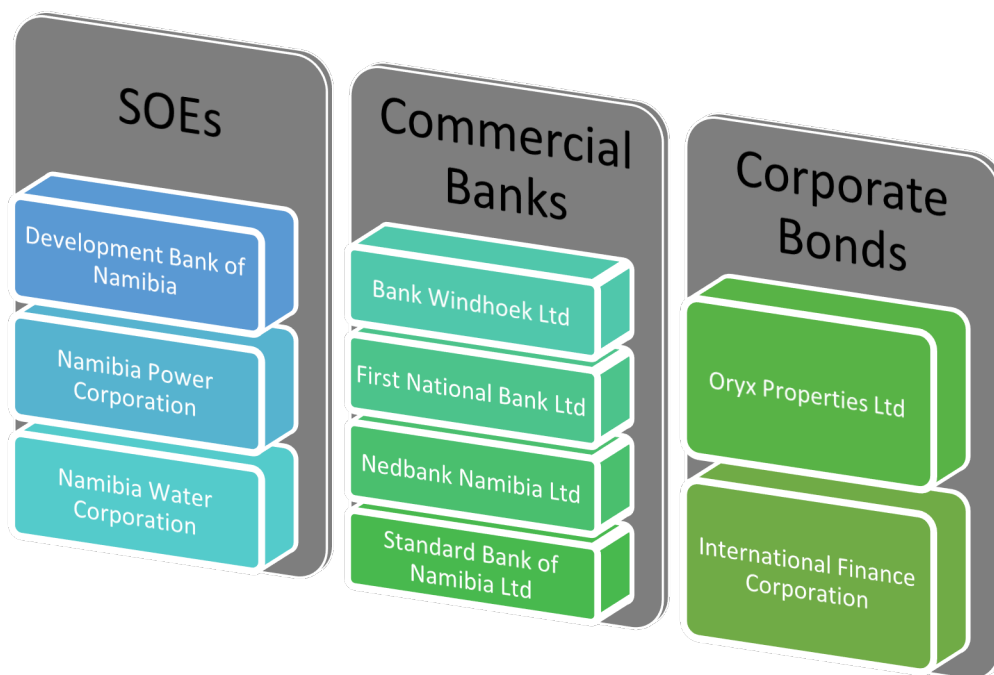 SOEs
Development Bank of
Namibia
Namibia Power
Corporation
Namibia Water
Corporation
Commercial
Banks
Bank Windhoek Ltd
First National Bank Ltd
Nedbank Namibia Ltd
Standard Bank of
Namibia Ltd
Corporate
Bonds
Oryx Properties Ltd
International Finance
Corporation